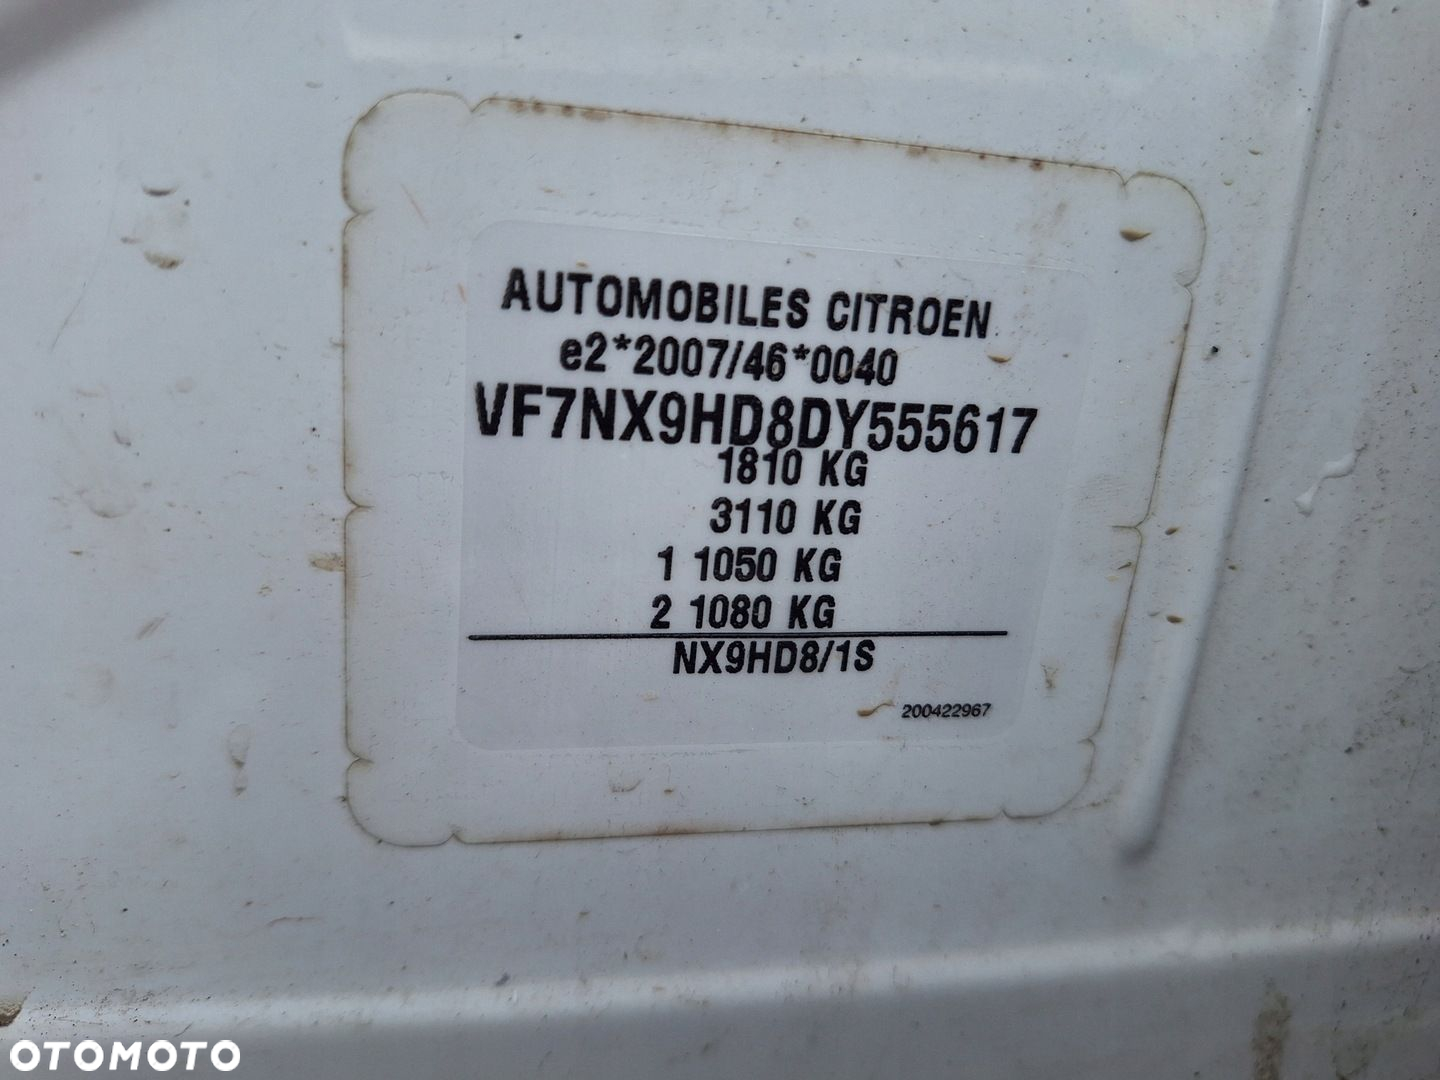 AUTOMOBILES CITROEN
e2*2007/46*0040
VF7NX9HD8DY555617
1810 KG
3110 KG
1 1050 KG
2 1080 KG
NX9HD8/1S
200422967
OTOMOTO